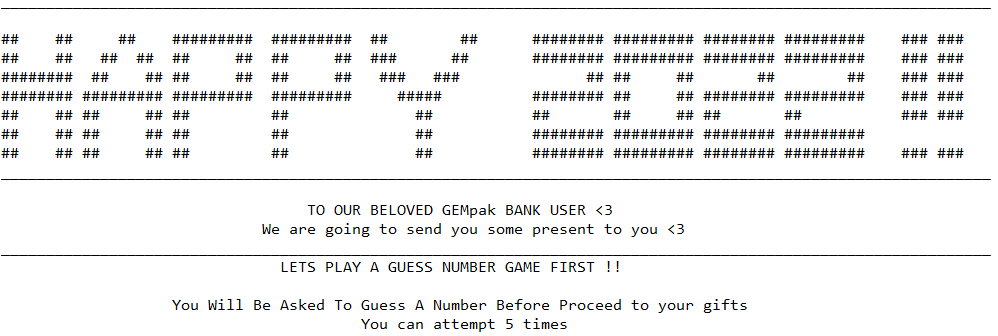 HAPPY 2022 !!
TO OUR BELOVED GEMpak BANK USER <3
We are going to send you some present to you <3
LETS PLAY A GUESS NUMBER GAME FIRST !!
You Will Be Asked To Guess A Number Before Proceed to your gifts
You can attempt 5 times